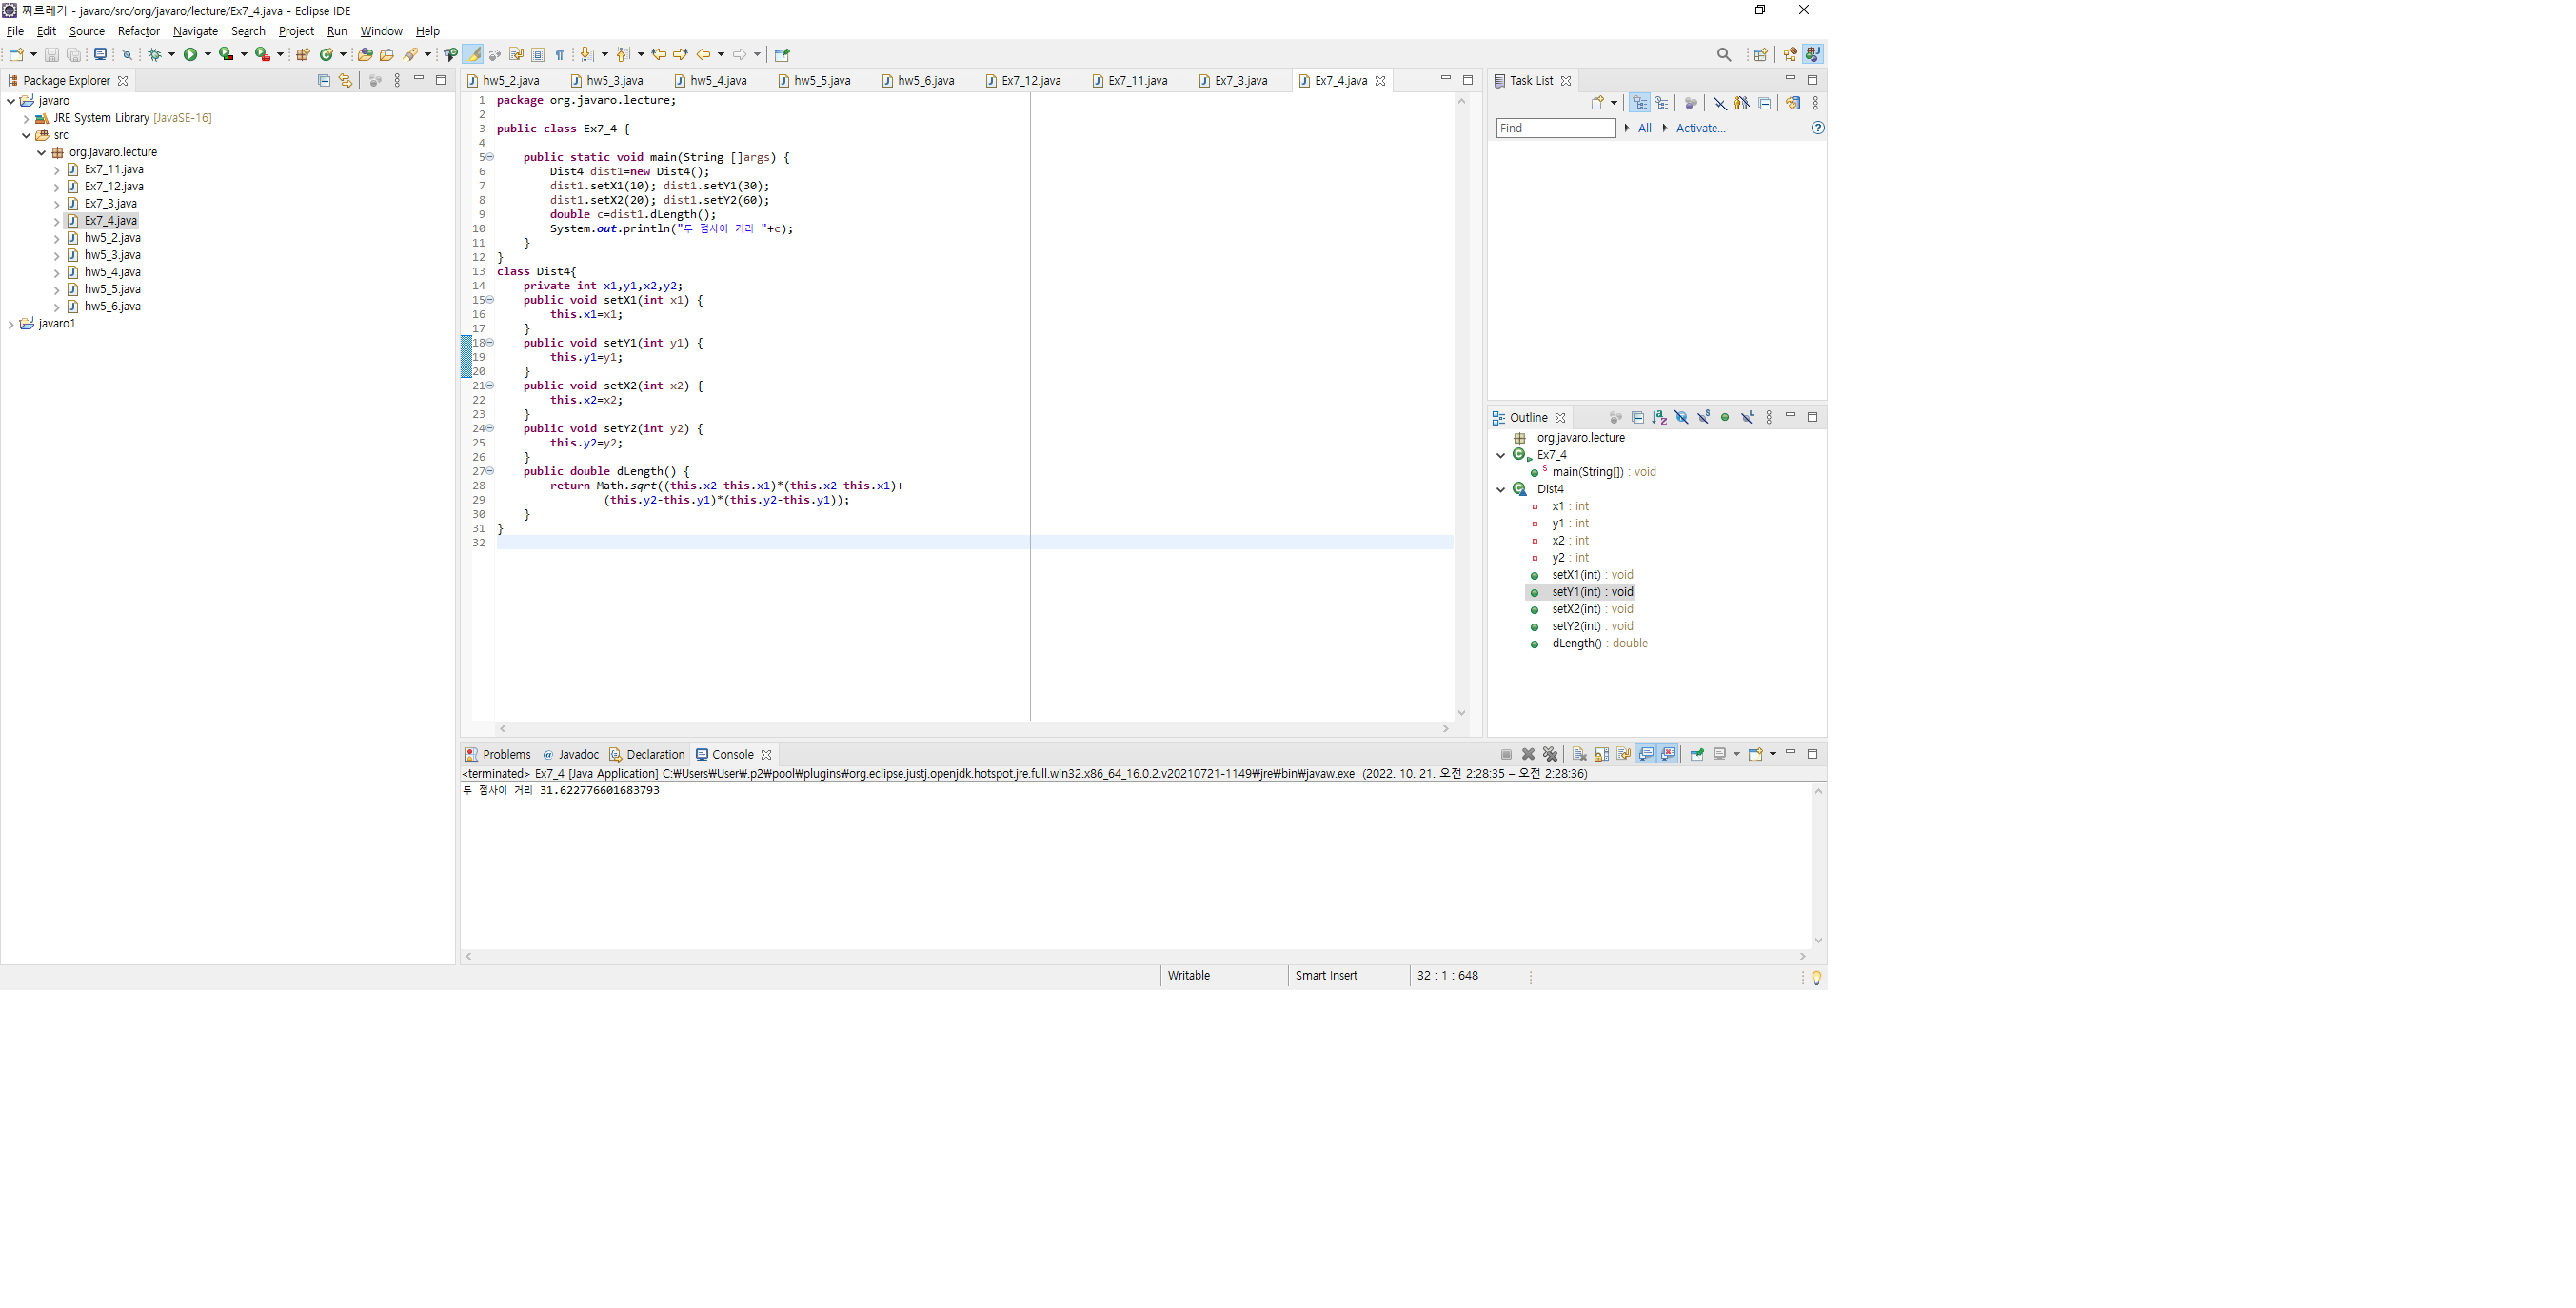 찌르레기 - javaro/src/org/javaro/lecture/Ex7_4.java - Eclipse IDE
File Edit Source Refactor Navigate Search Project Run Window Help
Package Explorer
javaro
JRE System Library [JavaSE-16]
src
org.javaro.lecture
Ex7_11.java
Ex7_12.java
Ex7_3.java
Ex7_4.java
hw5_2.java
hw5_3.java
hw5_4.java
hw5_5.java
hw5_6.java
javaro1
hw5_2.java hw5_3.java hw5_4.java hw5_5.java hw5_6.java Ex7_12.java Ex7_11.java Ex7_3.java Ex7_4.java
1 package org.javaro.lecture;
2
3 public class Ex7_4 {
4
5 public static void main(String []args) {
6 Dist4 dist1=new Dist4();
7 dist1.setX1(10); dist1.setY1(30);
8 dist1.setX2(20); dist1.setY2(60);
9 double c=dist1.dLength();
10 System.out.println("두 점사이 거리 "+c);
11 }
12 }
13 class Dist4{
14 private int x1,y1,x2,y2;
15 public void setX1(int x1) {
16 this.x1=x1;
17 }
18 public void setY1(int y1) {
19 this.y1=y1;
20 }
21 public void setX2(int x2) {
22 this.x2=x2;
23 }
24 public void setY2(int y2) {
25 this.y2=y2;
26 }
27 public double dLength() {
28 return Math.sqrt((this.x2-this.x1)*(this.x2-this.x1)+
29 (this.y2-this.y1)*(this.y2-this.y1));
30 }
31 }
32
Task List
Find All Activate...
Outline
org.javaro.lecture
Ex7_4
main(String[]) : void
Dist4
x1 : int
y1 : int
x2 : int
y2 : int
setX1(int) : void
setY1(int) : void
setX2(int) : void
setY2(int) : void
dLength() : double
Problems Javadoc Declaration Console
<terminated> Ex7_4 [Java Application] C:₩Users₩User₩.p2₩pool₩plugins₩org.eclipse.justj.openjdk.hotspot.jre.full.win32.x86_64_16.0.2.v20210721-1149₩jre₩bin₩javaw.exe (2022. 10. 21. 오전 2:28:35 – 오전 2:28:36)
두 점사이 거리 31.622776601683793
Writable Smart Insert 32 : 1 : 648